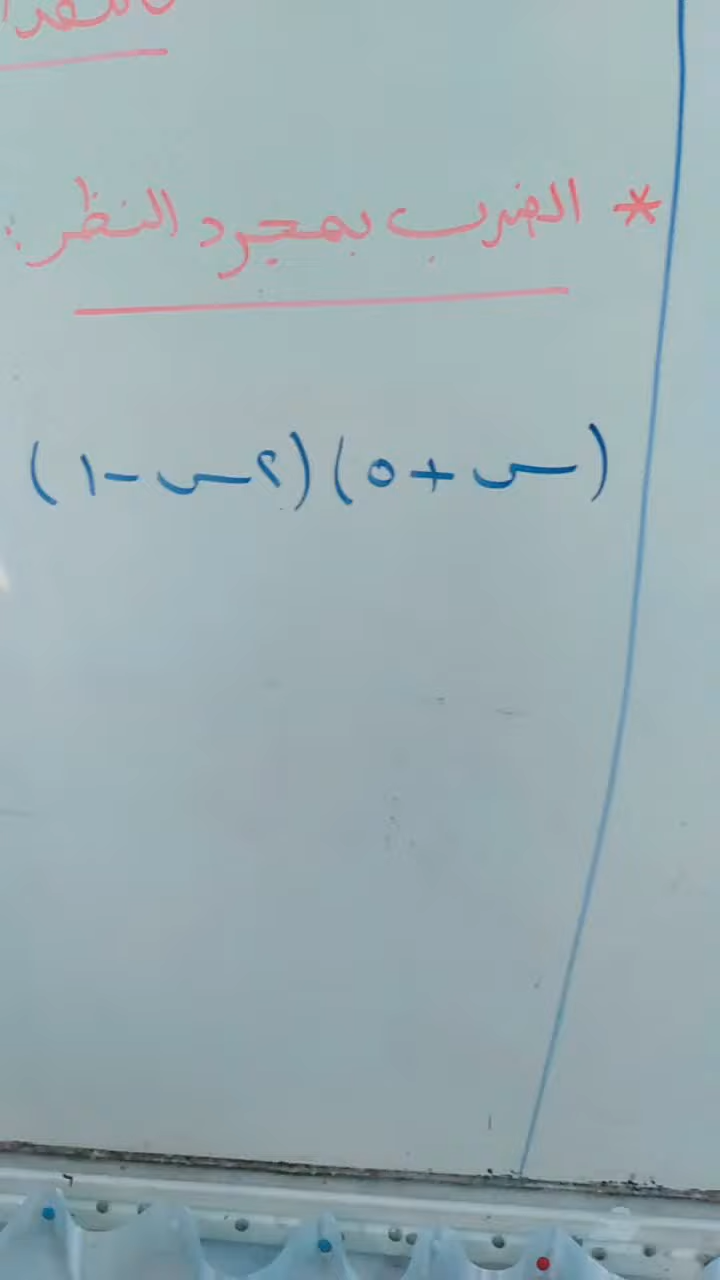 * الضرب بمجرد النظر :
(س + ٥) (٢س - ١)